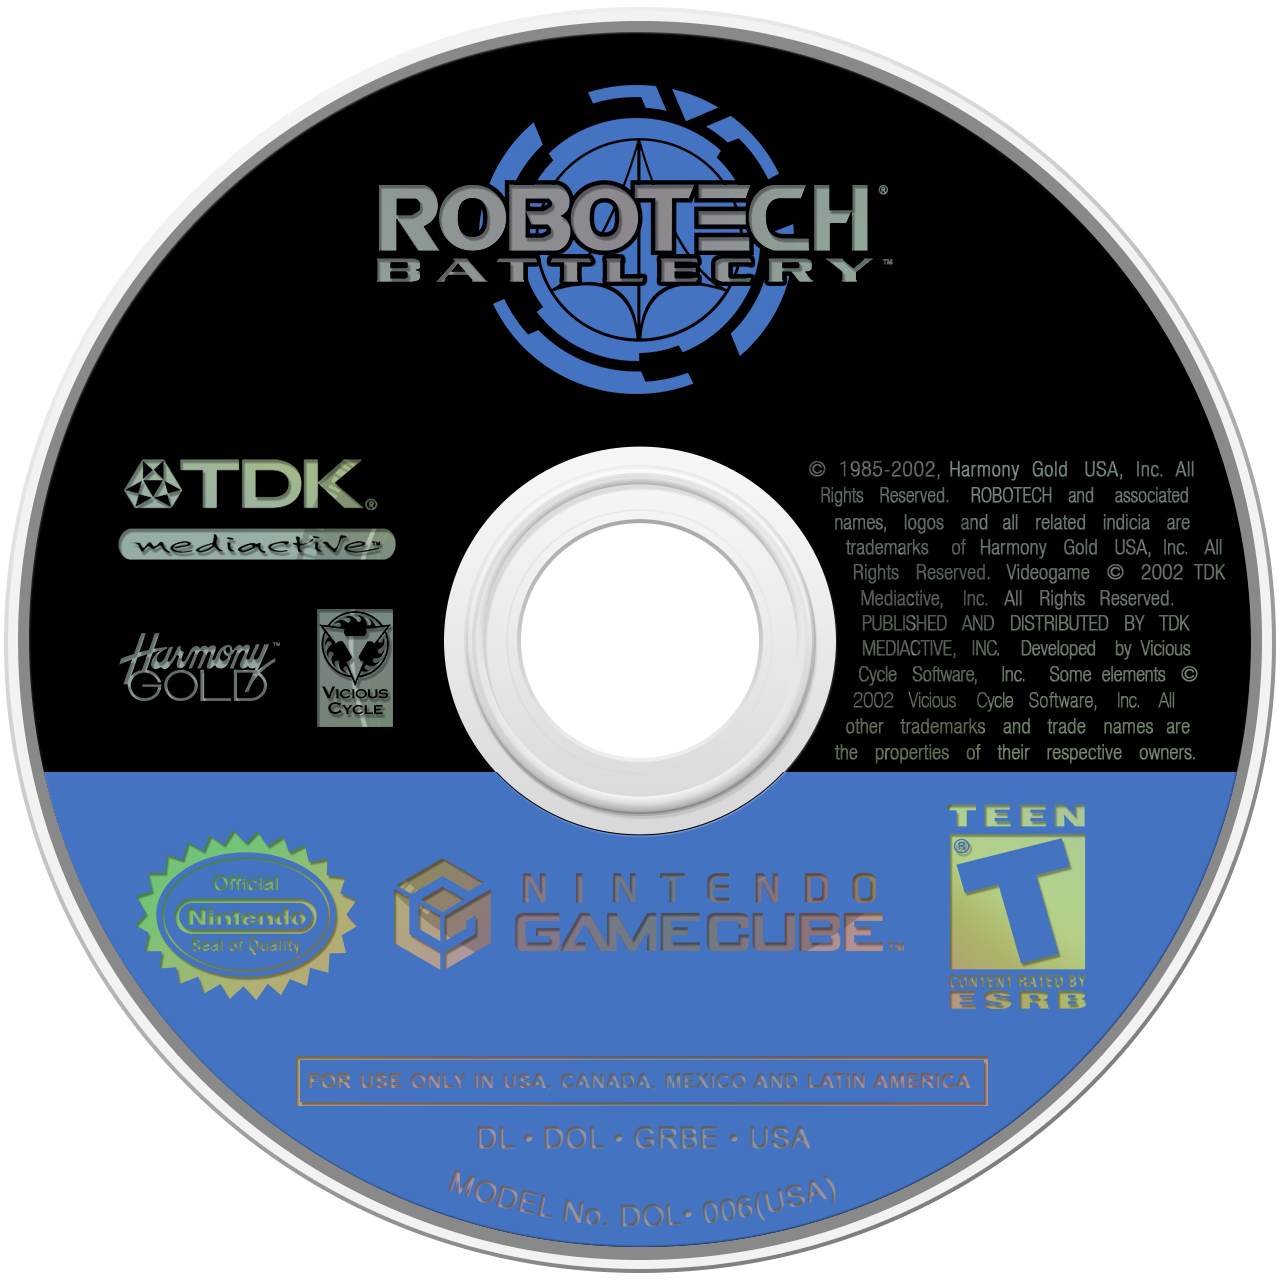 ROBOTECH®
BATTLECRY™
TDK®
mediactive™
Harmony™
GOLD
VICIOUS
CYCLE
© 1985-2002, Harmony Gold USA, Inc. All
Rights Reserved. ROBOTECH and associated
names, logos and all related indicia are
trademarks of Harmony Gold USA, Inc. All
Rights Reserved. Videogame © 2002 TDK
Mediactive, Inc. All Rights Reserved.
PUBLISHED AND DISTRIBUTED BY TDK
MEDIACTIVE, INC. Developed by Vicious
Cycle Software, Inc. Some elements ©
2002 Vicious Cycle Software, Inc. All
other trademarks and trade names are
the properties of their respective owners.
Official
Nintendo
Seal of Quality
NINTENDO
GAMECUBE™
TEEN
T®
CONTENT RATED BY
ESRB
FOR USE ONLY IN USA, CANADA, MEXICO AND LATIN AMERICA
DL • DOL • GRBE • USA
MODEL No. DOL• 006(USA)